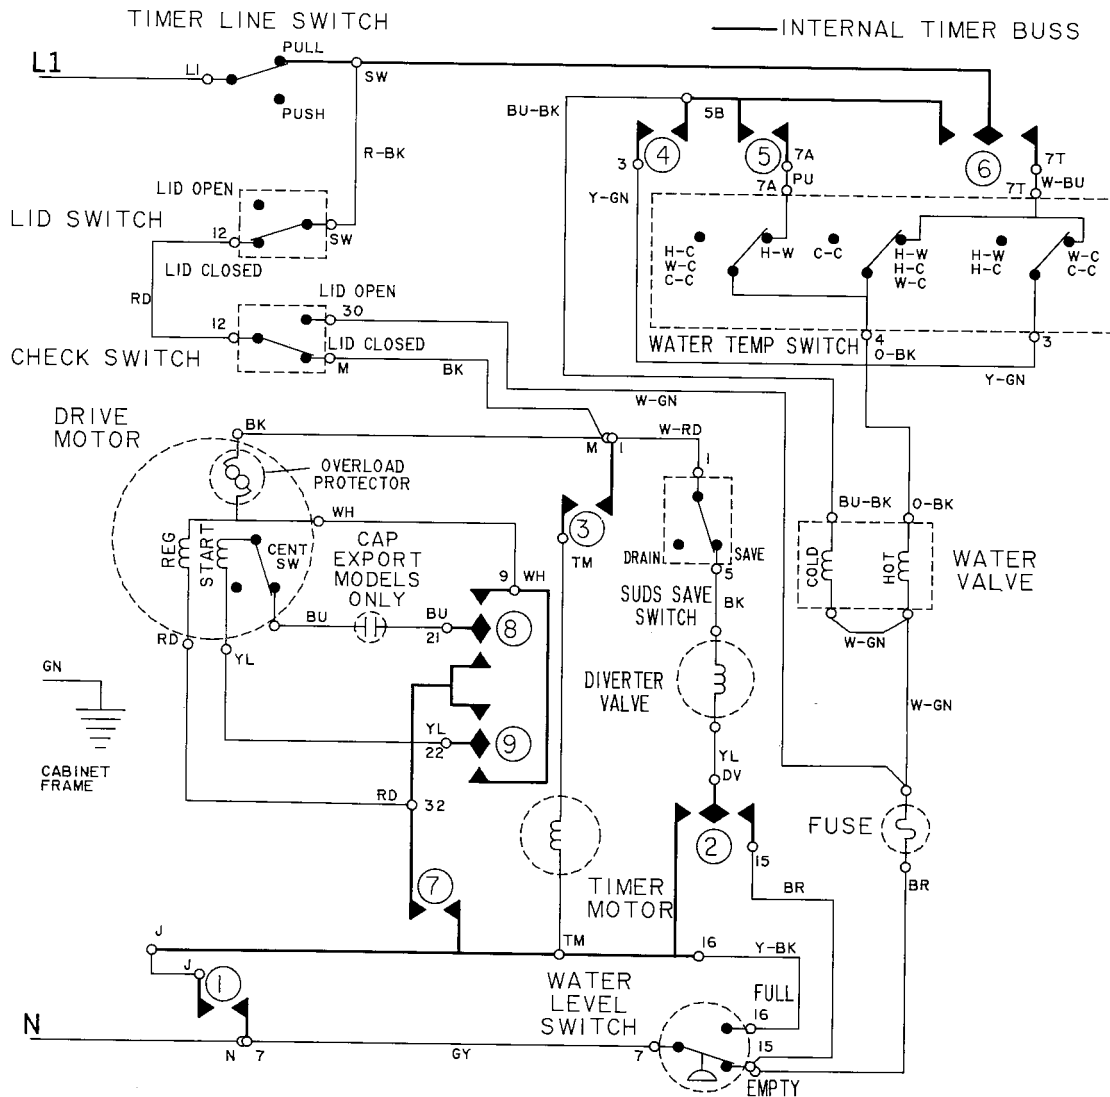 TIMER LINE SWITCH
INTERNAL TIMER BUSS
L1
L1
PULL
SW
PUSH
BU-BK
5B
4
5
6
3
7A
7T
R-BK
7A
PU
7T
W-BU
Y-GN
LID OPEN
LID SWITCH
12
SW
LID CLOSED
H-C
W-C
C-C
H-W
C-C
H-W
H-C
W-C
H-W
H-C
W-C
C-C
RD
LID OPEN
30
12
LID CLOSED
CHECK SWITCH
M
BK
WATER TEMP SWITCH
4
O-BK
3
Y-GN
W-GN
DRIVE
MOTOR
BK
M
1
W-RD
1
OVERLOAD
PROTECTOR
WH
3
TM
BU-BK
O-BK
REG
START
CENT
SW
CAP
EXPORT
MODELS
ONLY
9
WH
DRAIN
SAVE
5
SUDS SAVE
SWITCH
BK
COLD
HOT
WATER
VALVE
BU
BU
21
8
W-GN
RD
YL
GN
DIVERTER
VALVE
W-GN
YL
22
9
YL
DV
CABINET
FRAME
RD
32
2
15
FUSE
7
TIMER
MOTOR
BR
BR
J
TM
16
Y-BK
J
1
WATER
LEVEL
SWITCH
FULL
16
N
N
7
GY
7
15
EMPTY